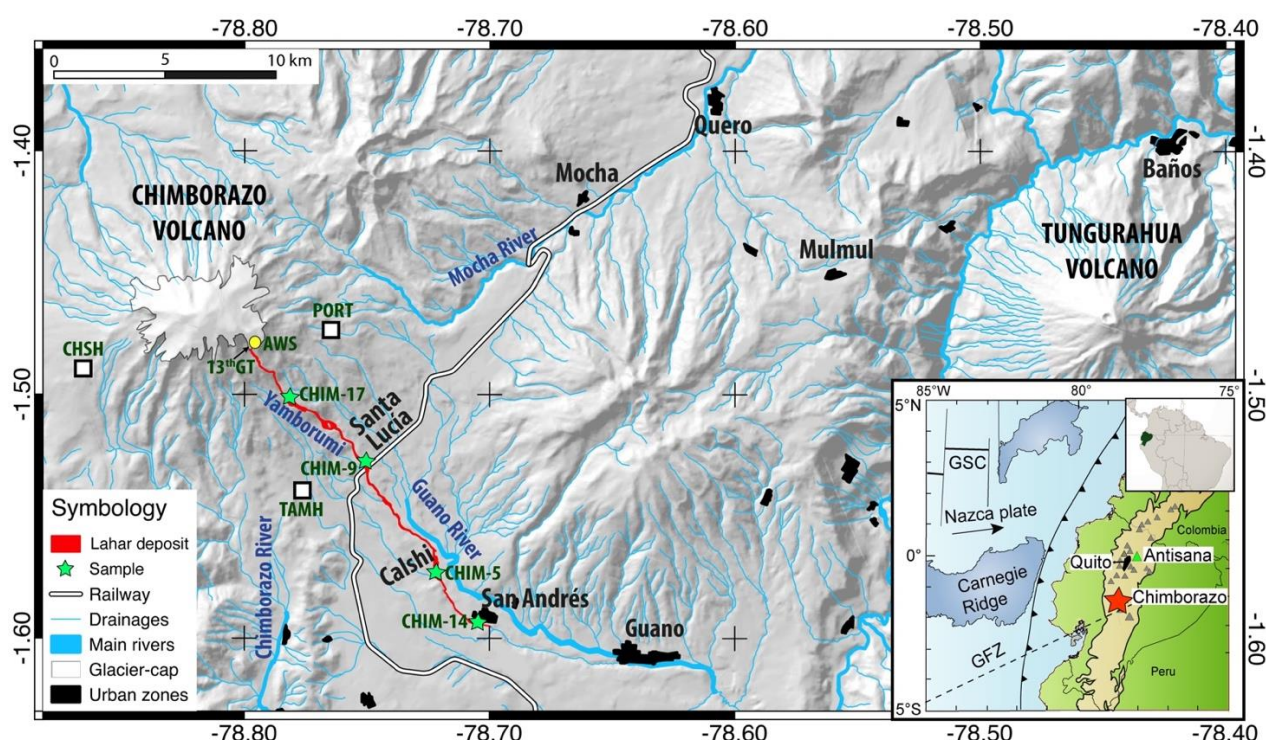 -78.80
-78.70
-78.60
-78.50
-78.40
0
5
10 km
-1.40
-1.40
Quero
Mocha
Baños
CHIMBORAZO
VOLCANO
TUNGURAHUA
VOLCANO
Mulmul
Mocha River
PORT
AWS
CHSH
13thGT
CHIM-17
-1.50
-1.50
Yamborumi
Santa
Lucía
CHIM-9
TAMH
Guano River
Chimborazo River
Calshi
CHIM-5
San Andrés
CHIM-14
Guano
-1.60
-1.60
Symbology
Lahar deposit
Sample
Railway
Drainages
Main rivers
Glacier-cap
Urban zones
85°W
80°
75°
5°N
GSC
Nazca plate
Colombia
0°
Quito
Antisana
Carnegie
Ridge
Chimborazo
GFZ
Peru
5°S
-78.80
-78.70
-78.60
-78.50
-78.40